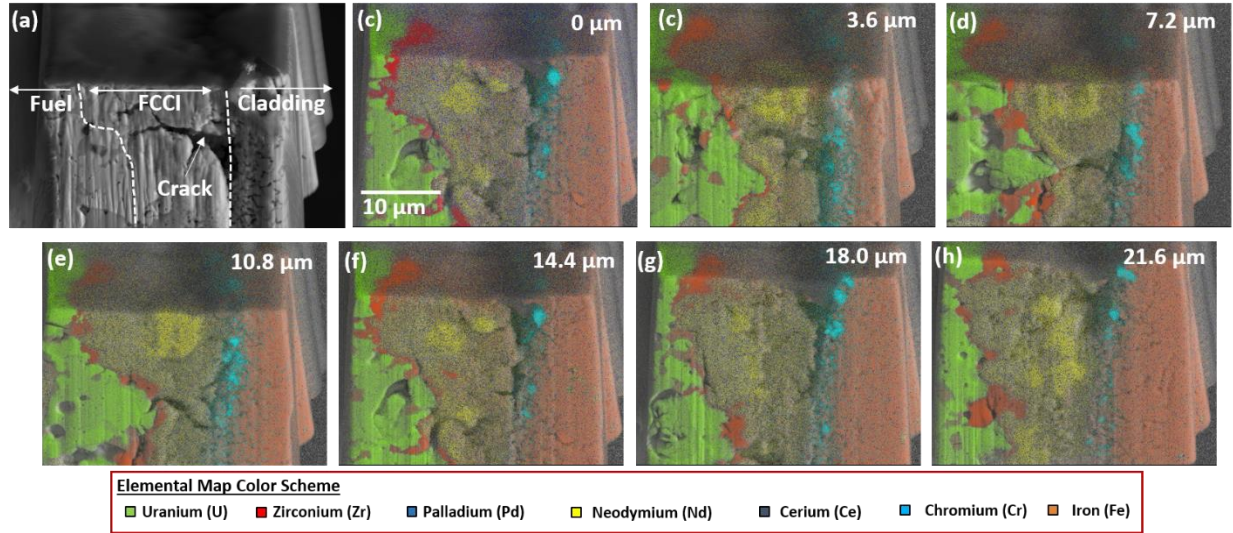 (a)
Fuel
FCCI
Cladding
Crack
(c)
0 µm
10 µm
(c)
3.6 µm
(d)
7.2 µm
(e)
10.8 µm
(f)
14.4 µm
(g)
18.0 µm
(h)
21.6 µm
Elemental Map Color Scheme
Uranium (U) Zirconium (Zr) Palladium (Pd) Neodymium (Nd) Cerium (Ce) Chromium (Cr) Iron (Fe)